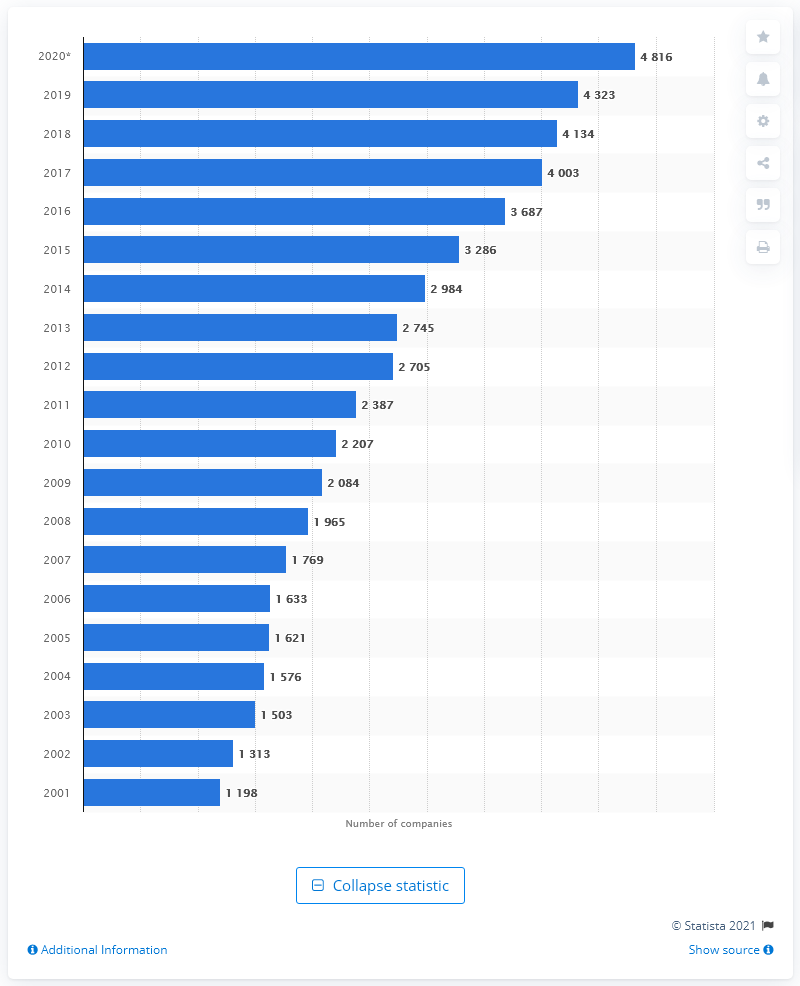 2020* 4 816
2019 4 323
2018 4 134
2017 4 003
2016 3 687
2015 3 286
2014 2 984
2013 2 745
2012 2 705
2011 2 387
2010 2 207
2009 2 084
2008 1 965
2007 1 769
2006 1 633
2005 1 621
2004 1 576
2003 1 503
2002 1 313
2001 1 198
Number of companies
Collapse statistic
© Statista 2021
Additional Information Show source